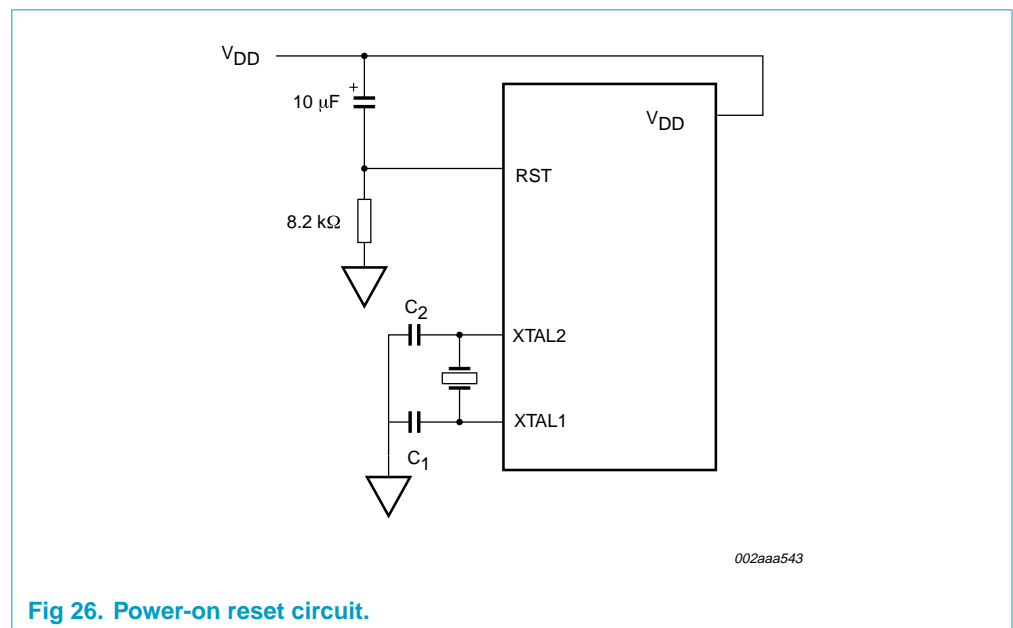 VDD
+
10 μF
VDD
RST
8.2 kΩ
C2
XTAL2
XTAL1
C1
002aaa543
Fig 26. Power-on reset circuit.